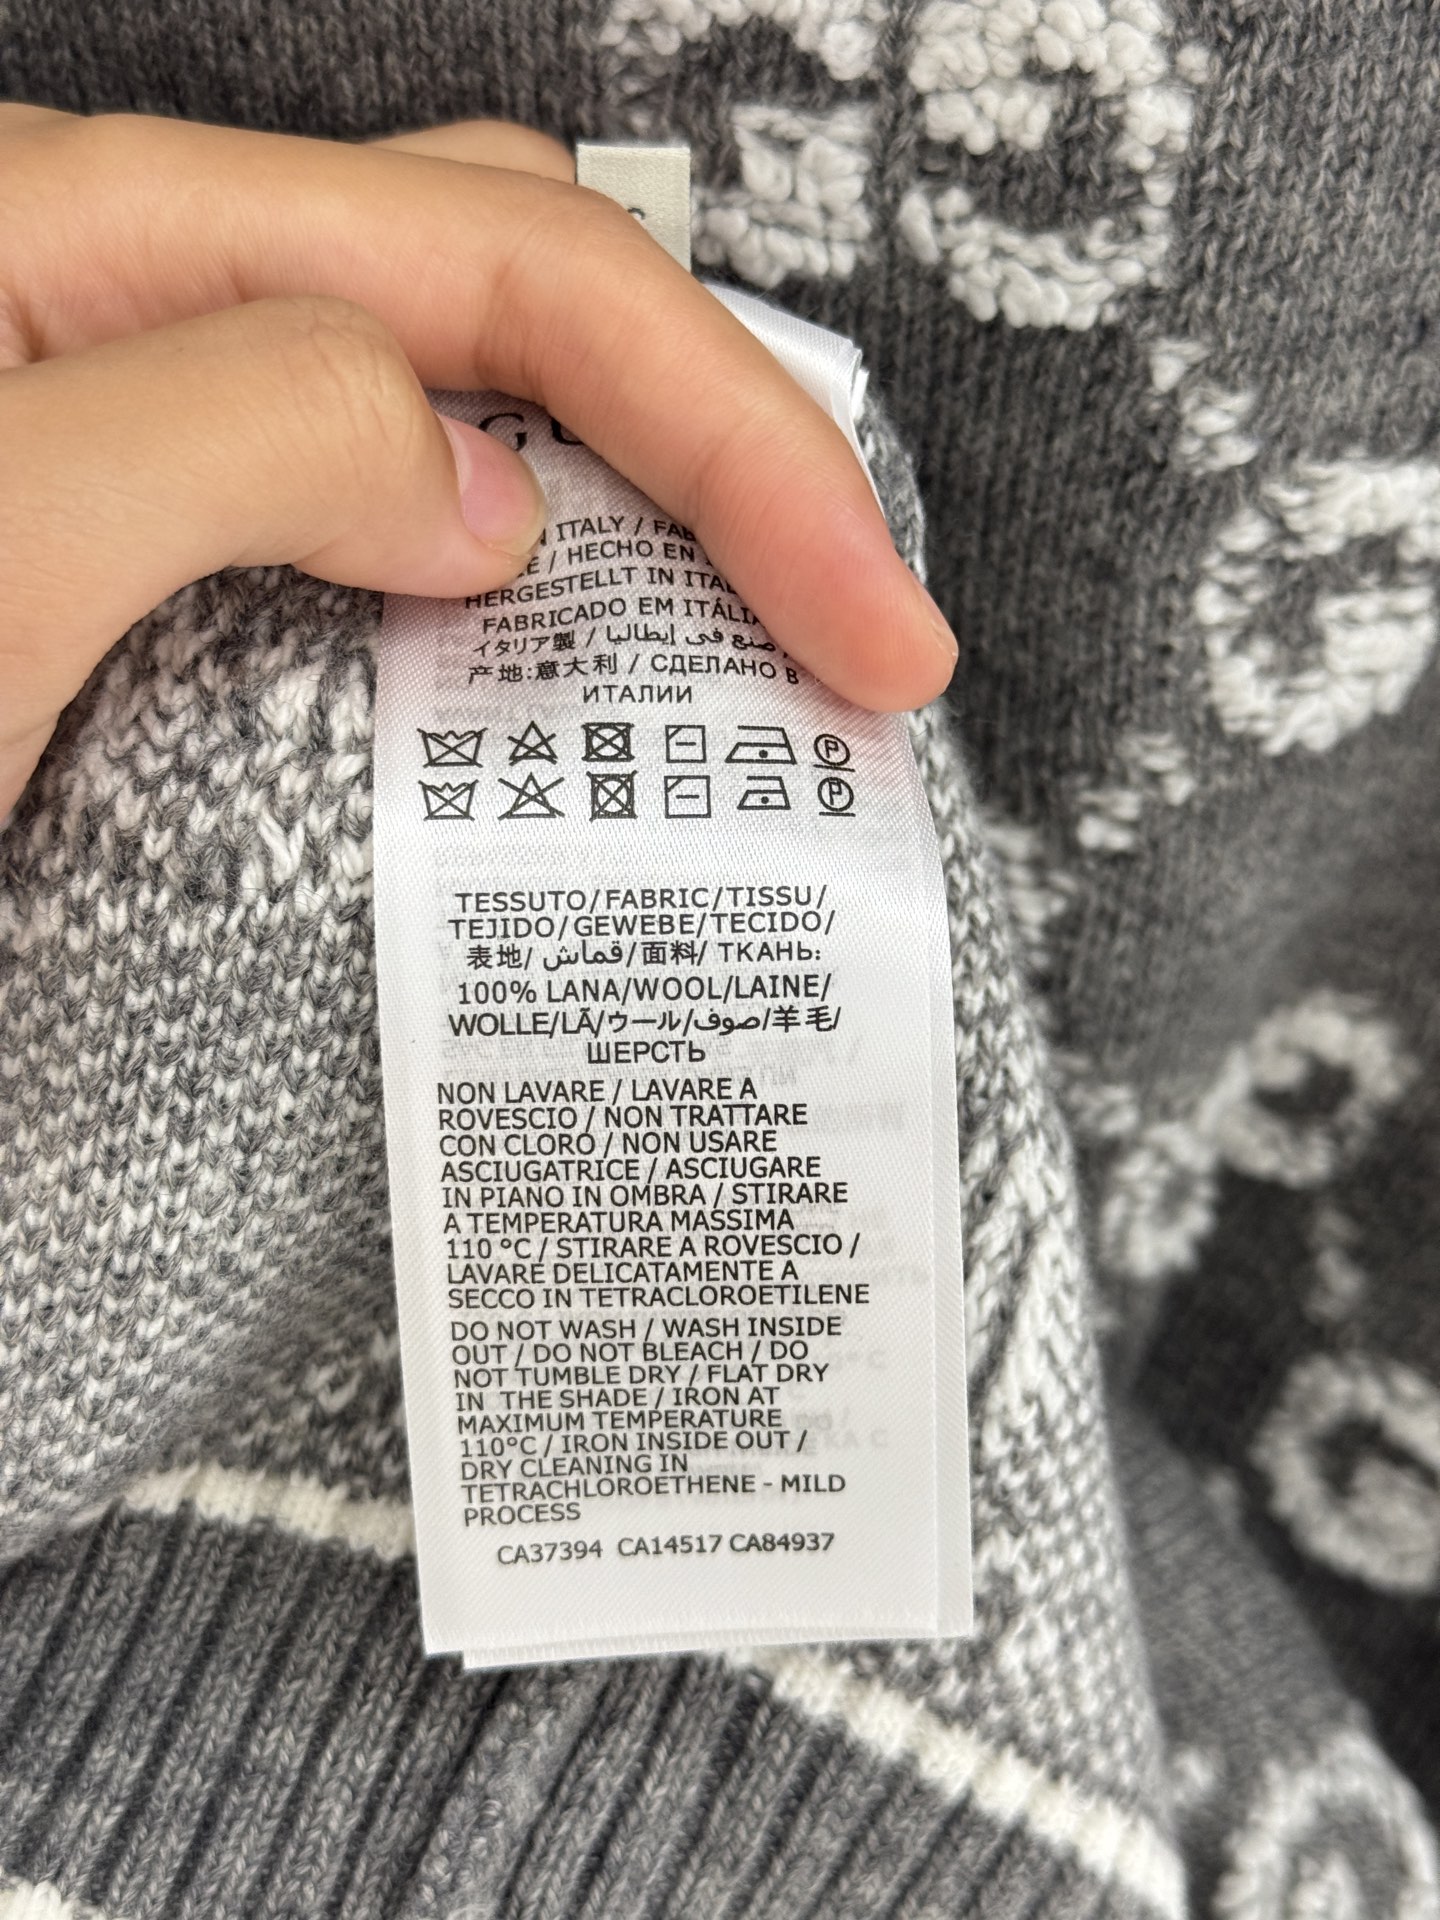 GU
ITALY / FAB
/ HECHO EN
HERGESTELLT IN ITAL
FABRICADO EM ITÁLIA
イタリア製 / صنع في إيطاليا
产地:意大利 / СДЕЛАНО В
ИТАЛИИ
TESSUTO/FABRIC/TISSU/
TEJIDO/GEWEBE/TECIDO/
表地/ قماش/面料/ ТКАНЬ:
100% LANA/WOOL/LAINE/
WOLLE/LÃ/ウール/صوف/羊毛/
ШЕРСТЬ
NON LAVARE / LAVARE A
ROVESCIO / NON TRATTARE
CON CLORO / NON USARE
ASCIUGATRICE / ASCIUGARE
IN PIANO IN OMBRA / STIRARE
A TEMPERATURA MASSIMA
110 °C / STIRARE A ROVESCIO /
LAVARE DELICATAMENTE A
SECCO IN TETRACLOROETILENE
DO NOT WASH / WASH INSIDE
OUT / DO NOT BLEACH / DO
NOT TUMBLE DRY / FLAT DRY
IN THE SHADE / IRON AT
MAXIMUM TEMPERATURE
110°C / IRON INSIDE OUT /
DRY CLEANING IN
TETRACHLOROETHENE - MILD
PROCESS
CA37394 CA14517 CA84937